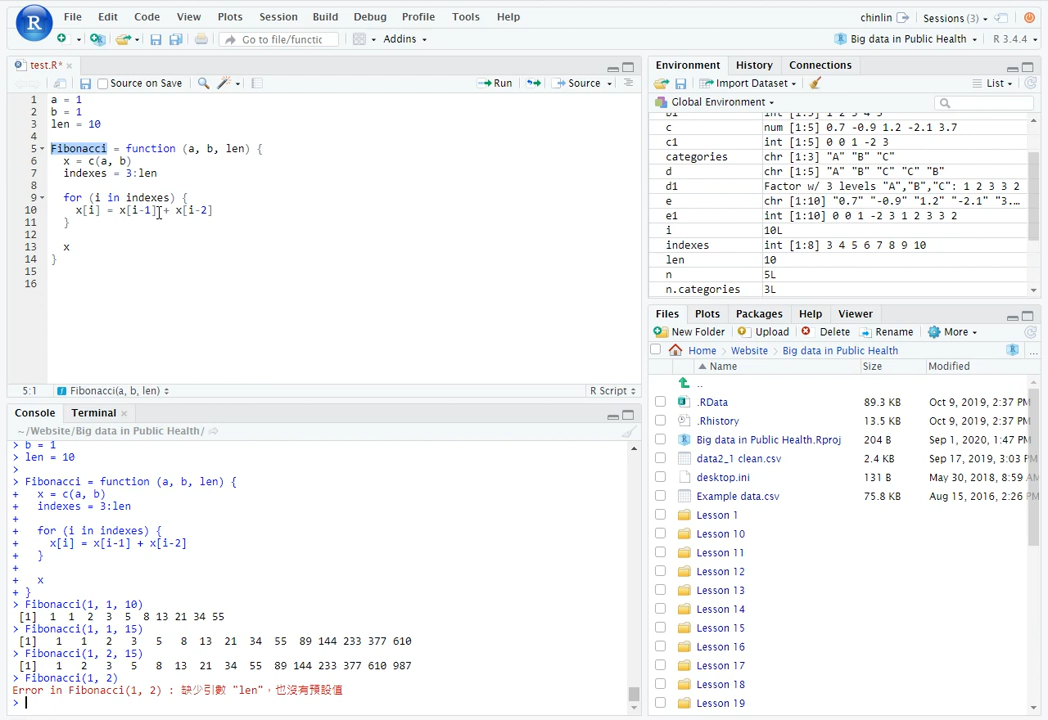 File Edit Code View Plots Session Build Debug Profile Tools Help
chinlin Sessions (3)
Go to file/functic Addins
Big data in Public Health R 3.4.4
test.R*
Source on Save Run Source
1 a = 1
2 b = 1
3 len = 10
4
5 Fibonacci = function (a, b, len) {
6 x = c(a, b)
7 indexes = 3:len
8
9 for (i in indexes) {
10 x[i] = x[i-1] + x[i-2]
11 }
12
13 x
14 }
15
16
5:1 Fibonacci(a, b, len) R Script
Console Terminal
~/Website/Big data in Public Health/
> b = 1
> len = 10
>
> Fibonacci = function (a, b, len) {
+ x = c(a, b)
+ indexes = 3:len
+
+ for (i in indexes) {
+ x[i] = x[i-1] + x[i-2]
+ }
+
+ x
+ }
> Fibonacci(1, 1, 10)
[1] 1 1 2 3 5 8 13 21 34 55
> Fibonacci(1, 1, 15)
[1] 1 1 2 3 5 8 13 21 34 55 89 144 233 377 610
> Fibonacci(1, 2, 15)
[1] 1 2 3 5 8 13 21 34 55 89 144 233 377 610 987
> Fibonacci(1, 2)
Error in Fibonacci(1, 2) : 缺少引數 "len"，也沒有預設值
>
Environment History Connections
Import Dataset List
Global Environment
b1 int [1:5] 1 2 3 4 5
c num [1:5] 0.7 -0.9 1.2 -2.1 3.7
c1 int [1:5] 0 0 1 -2 3
categories chr [1:3] "A" "B" "C"
d chr [1:5] "A" "B" "C" "C" "B"
d1 Factor w/ 3 levels "A","B","C": 1 2 3 3 2
e chr [1:10] "0.7" "-0.9" "1.2" "-2.1" "3...
e1 int [1:10] 0 0 1 -2 3 1 2 3 3 2
i 10L
indexes int [1:8] 3 4 5 6 7 8 9 10
len 10
n 5L
n.categories 3L
Files Plots Packages Help Viewer
New Folder Upload Delete Rename More
Home Website Big data in Public Health ...
Name Size Modified
..
.RData 89.3 KB Oct 9, 2019, 2:37 PM
.Rhistory 13.5 KB Oct 9, 2019, 2:37 PM
Big data in Public Health.Rproj 204 B Sep 1, 2020, 1:47 PM
data2_1 clean.csv 2.4 KB Sep 17, 2019, 3:03 P
desktop.ini 131 B May 30, 2018, 8:59 A
Example data.csv 75.8 KB Aug 15, 2016, 2:26 P
Lesson 1
Lesson 10
Lesson 11
Lesson 12
Lesson 13
Lesson 14
Lesson 15
Lesson 16
Lesson 17
Lesson 18
Lesson 19